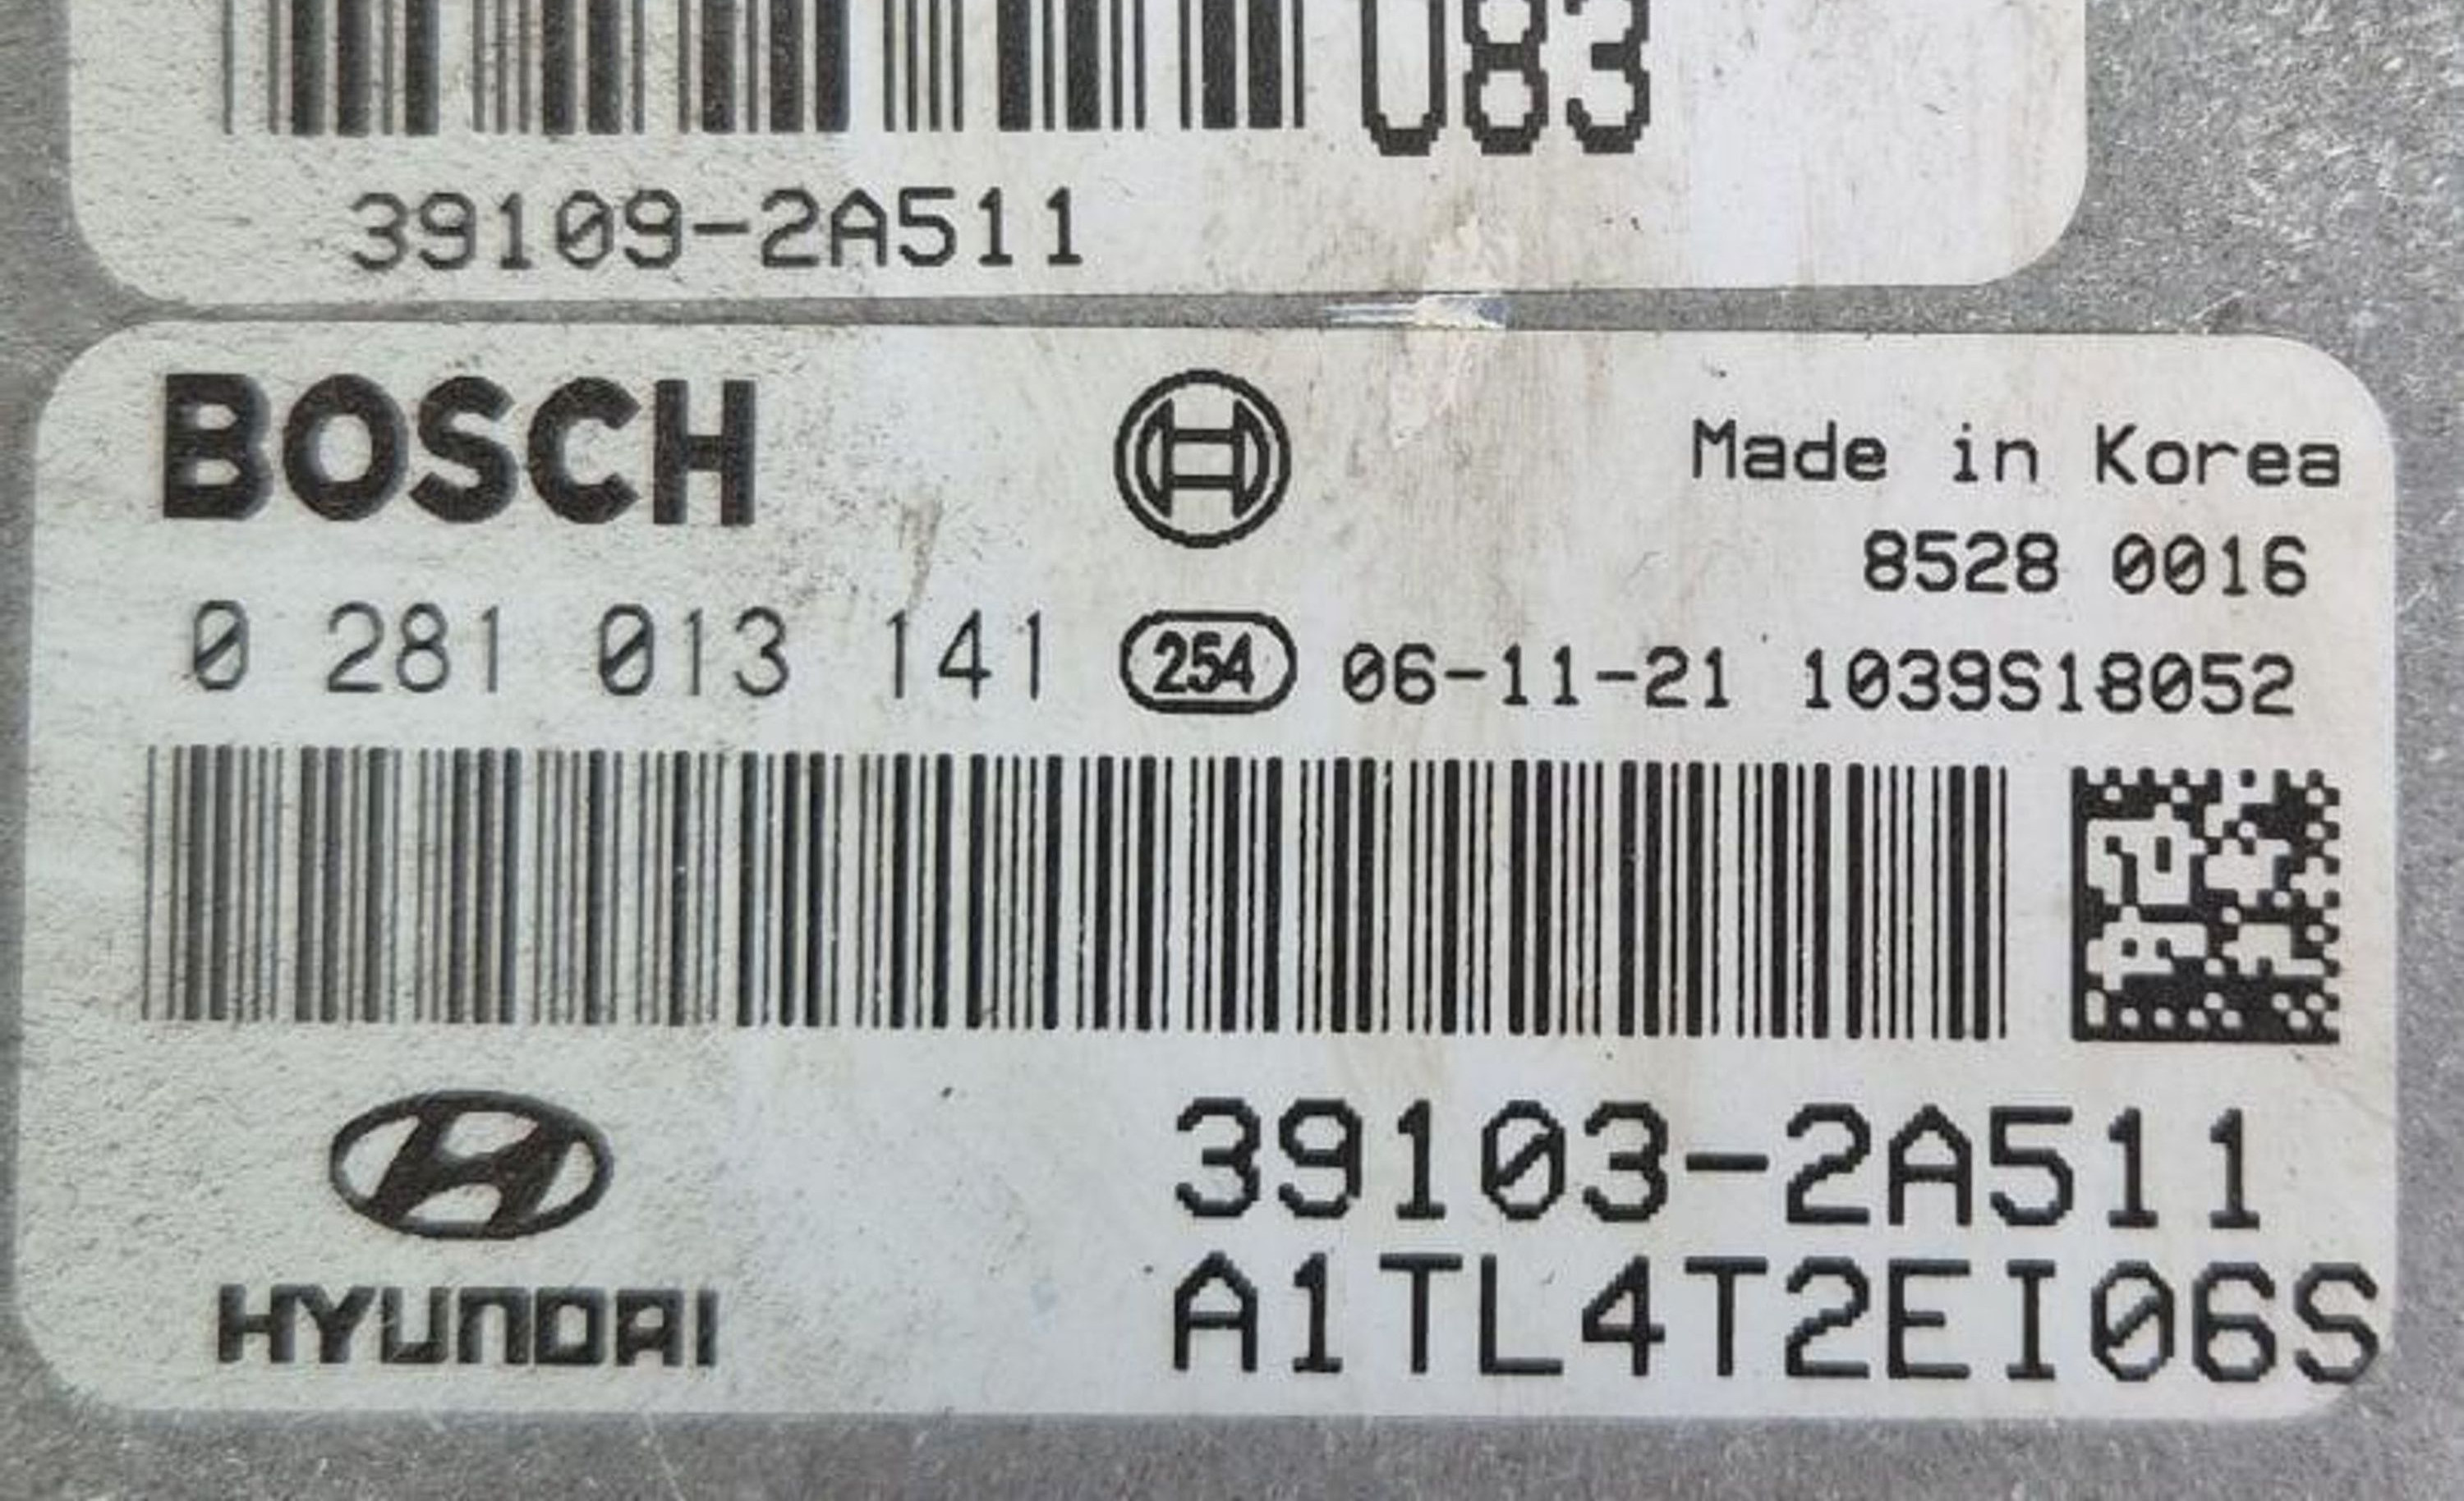 083
39109-2A511
BOSCH
Made in Korea
8528 0016
0 281 013 141 254 06-11-21 1039S18052
39103-2A511
A1TL4T2EI06S
HYUNDAI